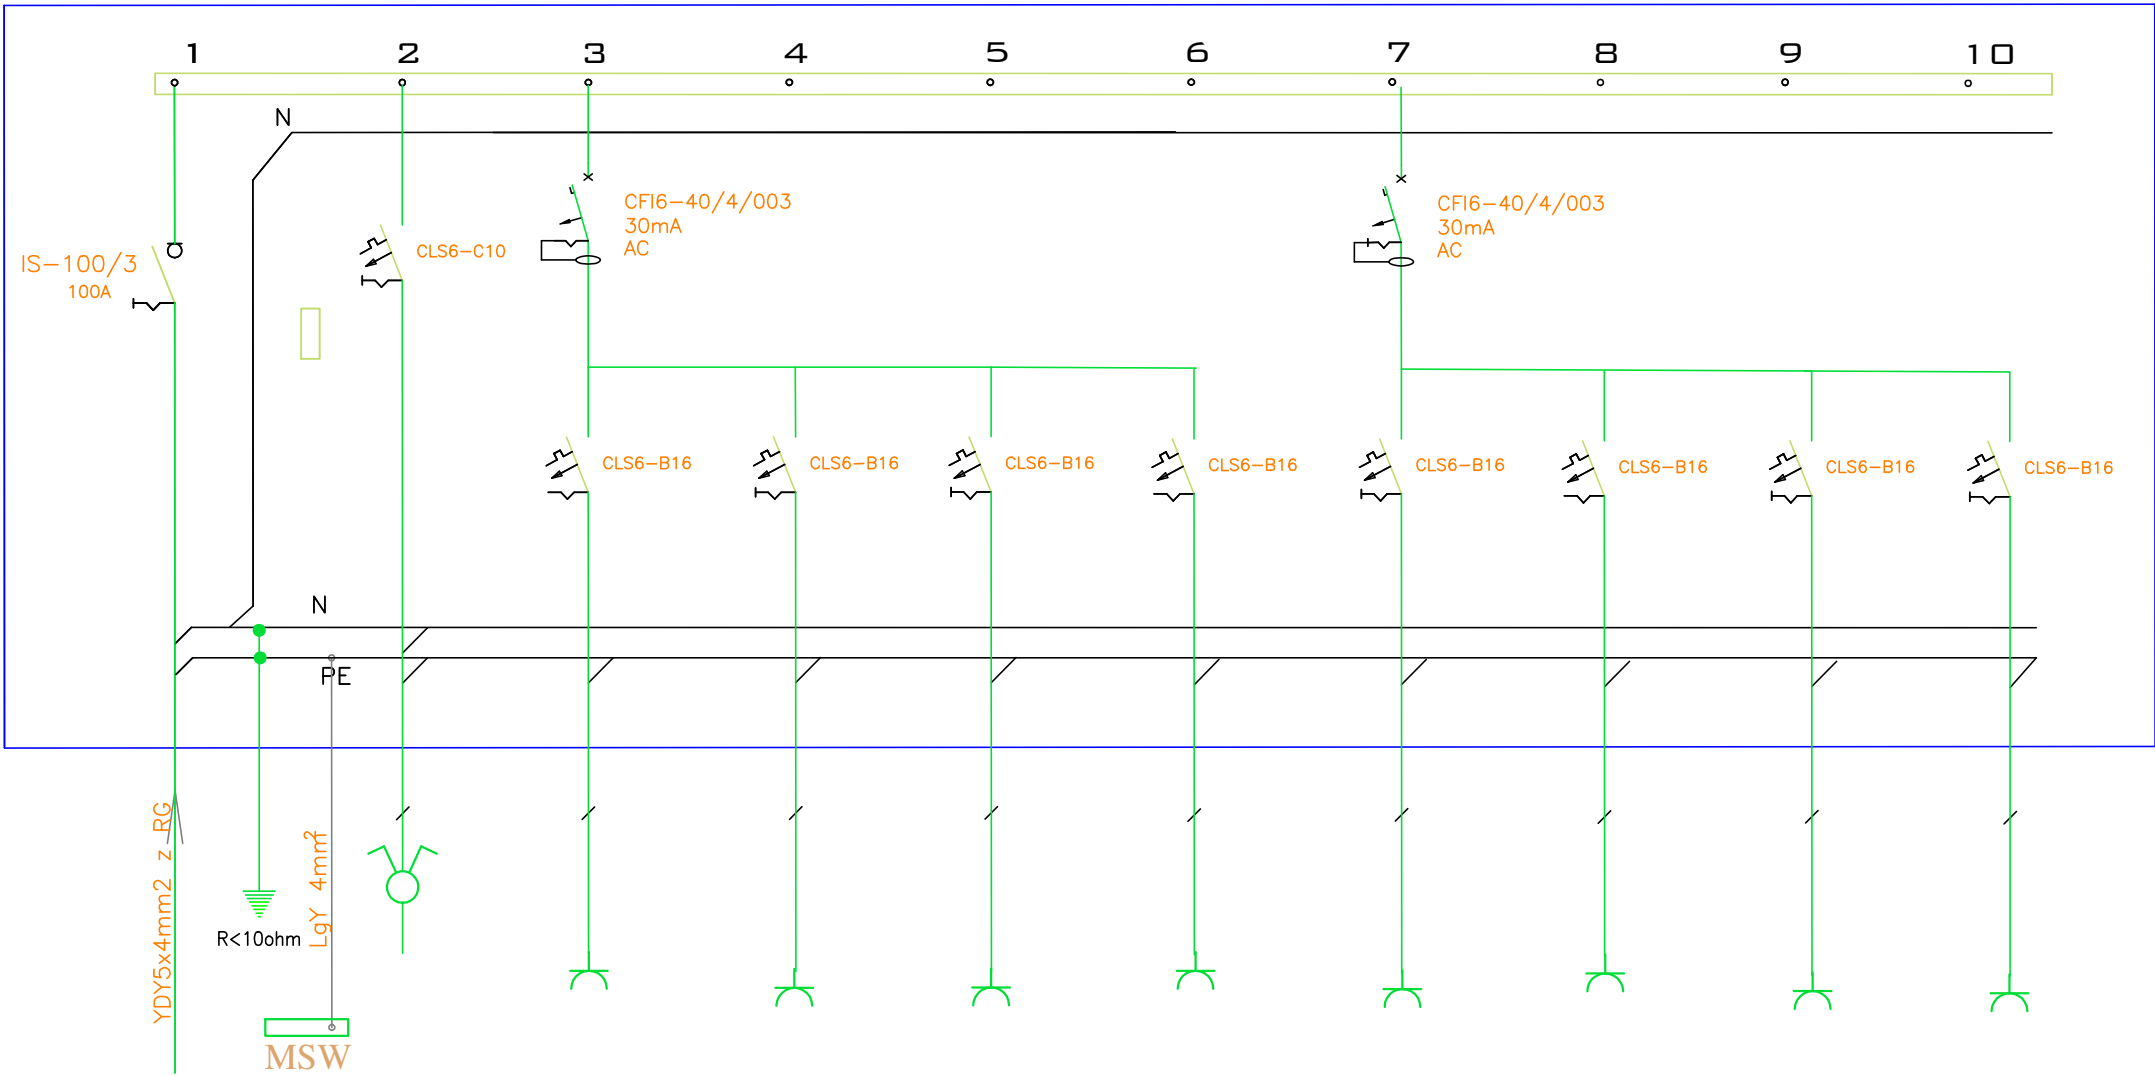 1 2 3 4 5 6 7 8 9 10
N
CFI6-40/4/003
30mA
AC
CFI6-40/4/003
30mA
AC
IS-100/3
100A
CLS6-C10
CLS6-B16
CLS6-B16
CLS6-B16
CLS6-B16
CLS6-B16
CLS6-B16
CLS6-B16
CLS6-B16
N
PE
YDY5x4mm2 z RG
LgY 4mm²
R<10ohm
MSW